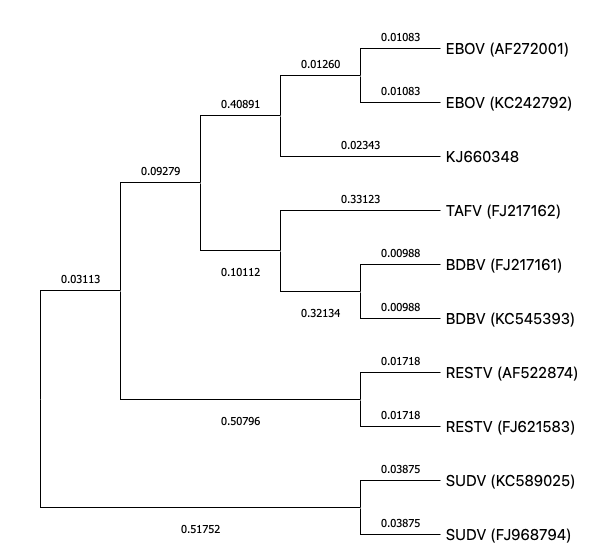 0.01083
EBOV (AF272001)
0.01260
0.01083
EBOV (KC242792)
0.40891
0.02343
KJ660348
0.09279
0.33123
TAFV (FJ217162)
0.10112
0.00988
BDBV (FJ217161)
0.03113
0.32134
0.00988
BDBV (KC545393)
0.01718
RESTV (AF522874)
0.50796
0.01718
RESTV (FJ621583)
0.03875
SUDV (KC589025)
0.51752
0.03875
SUDV (FJ968794)